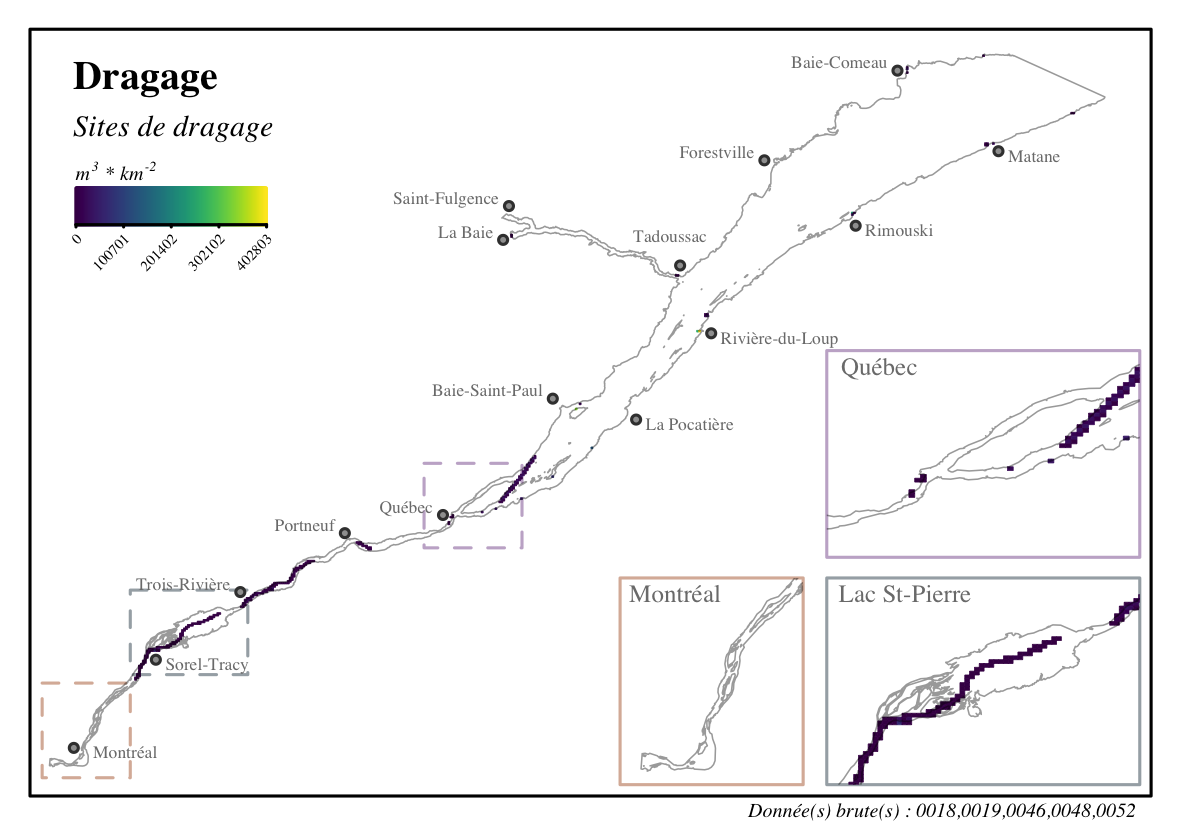 Dragage
Sites de dragage
m³ * km⁻²
0
100701
201402
302102
402803
Baie-Comeau
Forestville
Matane
Saint-Fulgence
La Baie
Tadoussac
Rimouski
Rivière-du-Loup
Baie-Saint-Paul
La Pocatière
Québec
Portneuf
Trois-Rivière
Sorel-Tracy
Montréal
Québec
Montréal
Lac St-Pierre
Donnée(s) brute(s) : 0018,0019,0046,0048,0052